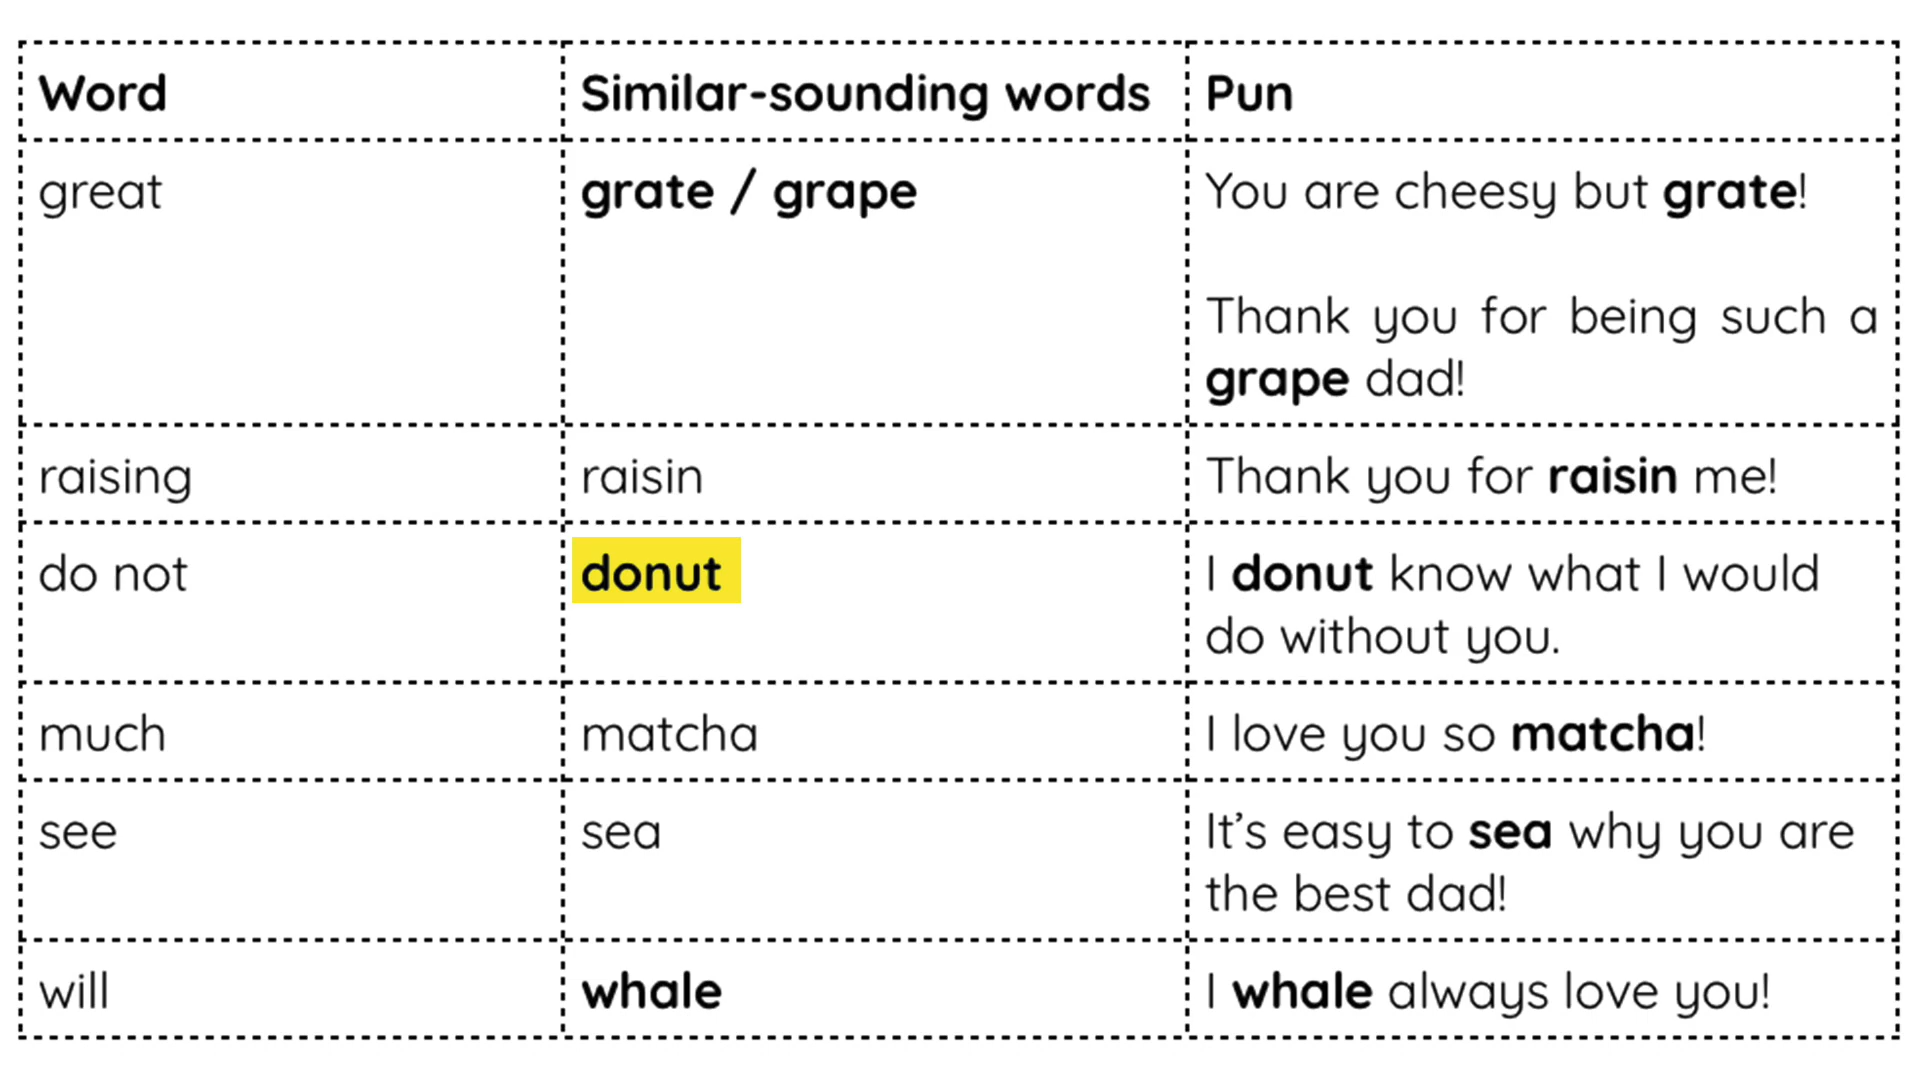 Word Similar-sounding words Pun
great grate / grape You are cheesy but grate!
Thank you for being such a
grape dad!
raising raisin Thank you for raisin me!
do not donut I donut know what I would
do without you.
much matcha I love you so matcha!
see sea It’s easy to sea why you are
the best dad!
will whale I whale always love you!